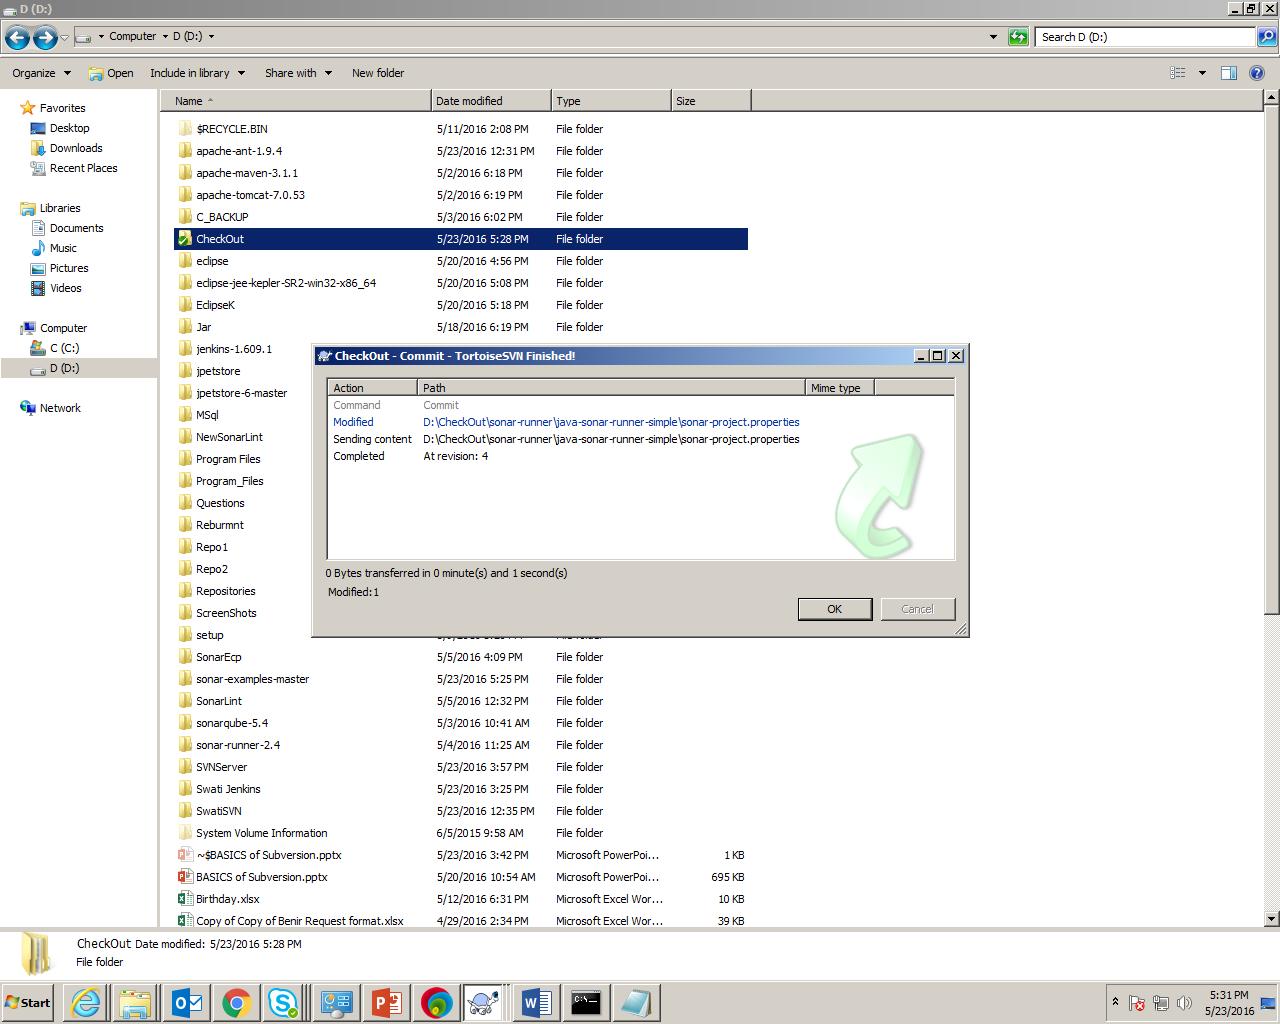 D (D:)
Computer D (D:)
Search D (D:)
Organize Open Include in library Share with New folder
Favorites
Desktop
Downloads
Recent Places
Libraries
Documents
Music
Pictures
Videos
Computer
C (C:)
D (D:)
Network
Name Date modified Type Size
$RECYCLE.BIN 5/11/2016 2:08 PM File folder
apache-ant-1.9.4 5/23/2016 12:31 PM File folder
apache-maven-3.1.1 5/2/2016 6:18 PM File folder
apache-tomcat-7.0.53 5/2/2016 6:19 PM File folder
C_BACKUP 5/3/2016 6:02 PM File folder
CheckOut 5/23/2016 5:28 PM File folder
eclipse 5/20/2016 4:56 PM File folder
eclipse-jee-kepler-SR2-win32-x86_64 5/20/2016 5:08 PM File folder
EclipseK 5/20/2016 5:18 PM File folder
Jar 5/18/2016 6:19 PM File folder
jenkins-1.609.1
jpetstore
jpetstore-6-master
MSql
NewSonarLint
Program Files
Program_Files
Questions
Reburmnt
Repo1
Repo2
Repositories
ScreenShots
setup File folder
SonarEcp 5/5/2016 4:09 PM File folder
sonar-examples-master 5/23/2016 5:25 PM File folder
SonarLint 5/5/2016 12:32 PM File folder
sonarqube-5.4 5/3/2016 10:41 AM File folder
sonar-runner-2.4 5/4/2016 11:25 AM File folder
SVNServer 5/23/2016 3:57 PM File folder
Swati Jenkins 5/23/2016 3:25 PM File folder
SwatiSVN 5/23/2016 12:35 PM File folder
System Volume Information 6/5/2015 9:58 AM File folder
~$BASICS of Subversion.pptx 5/23/2016 3:42 PM Microsoft PowerPoi... 1 KB
BASICS of Subversion.pptx 5/20/2016 10:54 AM Microsoft PowerPoi... 695 KB
Birthday.xlsx 5/12/2016 6:31 PM Microsoft Excel Wor... 10 KB
Copy of Copy of Benir Request format.xlsx 4/29/2016 2:34 PM Microsoft Excel Wor... 39 KB
CheckOut - Commit - TortoiseSVN Finished!
Action Path Mime type
Command Commit
Modified D:\CheckOut\sonar-runner\java-sonar-runner-simple\sonar-project.properties
Sending content D:\CheckOut\sonar-runner\java-sonar-runner-simple\sonar-project.properties
Completed At revision: 4
0 Bytes transferred in 0 minute(s) and 1 second(s)
Modified:1
OK Cancel
CheckOut Date modified: 5/23/2016 5:28 PM
File folder
Start
5:31 PM
5/23/2016